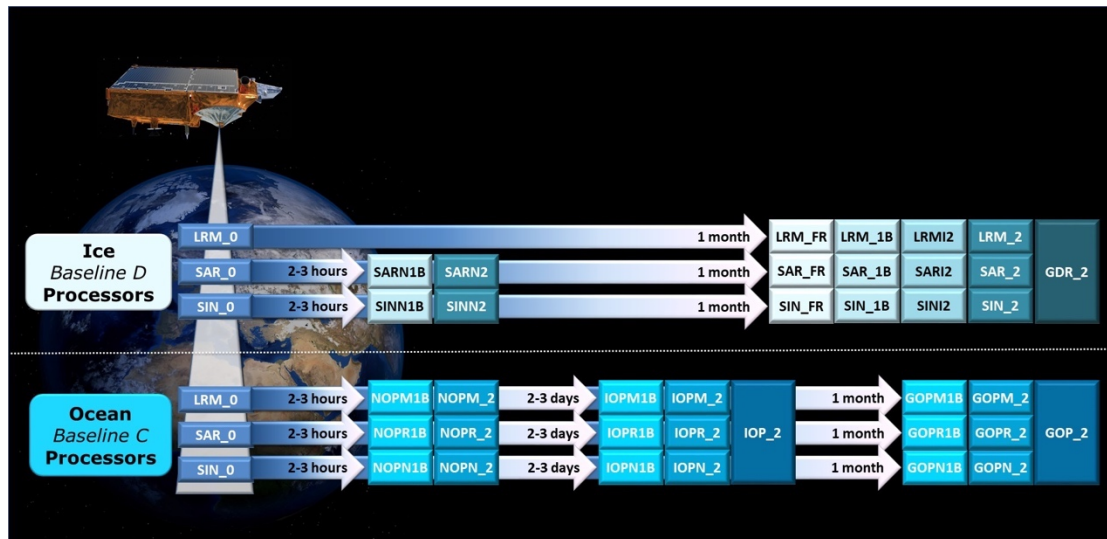 Ice
Baseline D
Processors
LRM_0 1 month LRM_FR LRM_1B LRMI2 LRM_2
SAR_0 2-3 hours SARN1B SARN2 1 month SAR_FR SAR_1B SARI2 SAR_2 GDR_2
SIN_0 2-3 hours SINN1B SINN2 1 month SIN_FR SIN_1B SINI2 SIN_2
Ocean
Baseline C
Processors
LRM_0 2-3 hours NOPM1B NOPM_2 2-3 days IOPM1B IOPM_2 1 month GOPM1B GOPM_2
SAR_0 2-3 hours NOPR1B NOPR_2 2-3 days IOPR1B IOPR_2 IOP_2 1 month GOPR1B GOPR_2 GOP_2
SIN_0 2-3 hours NOPN1B NOPN_2 2-3 days IOPN1B IOPN_2 1 month GOPN1B GOPN_2